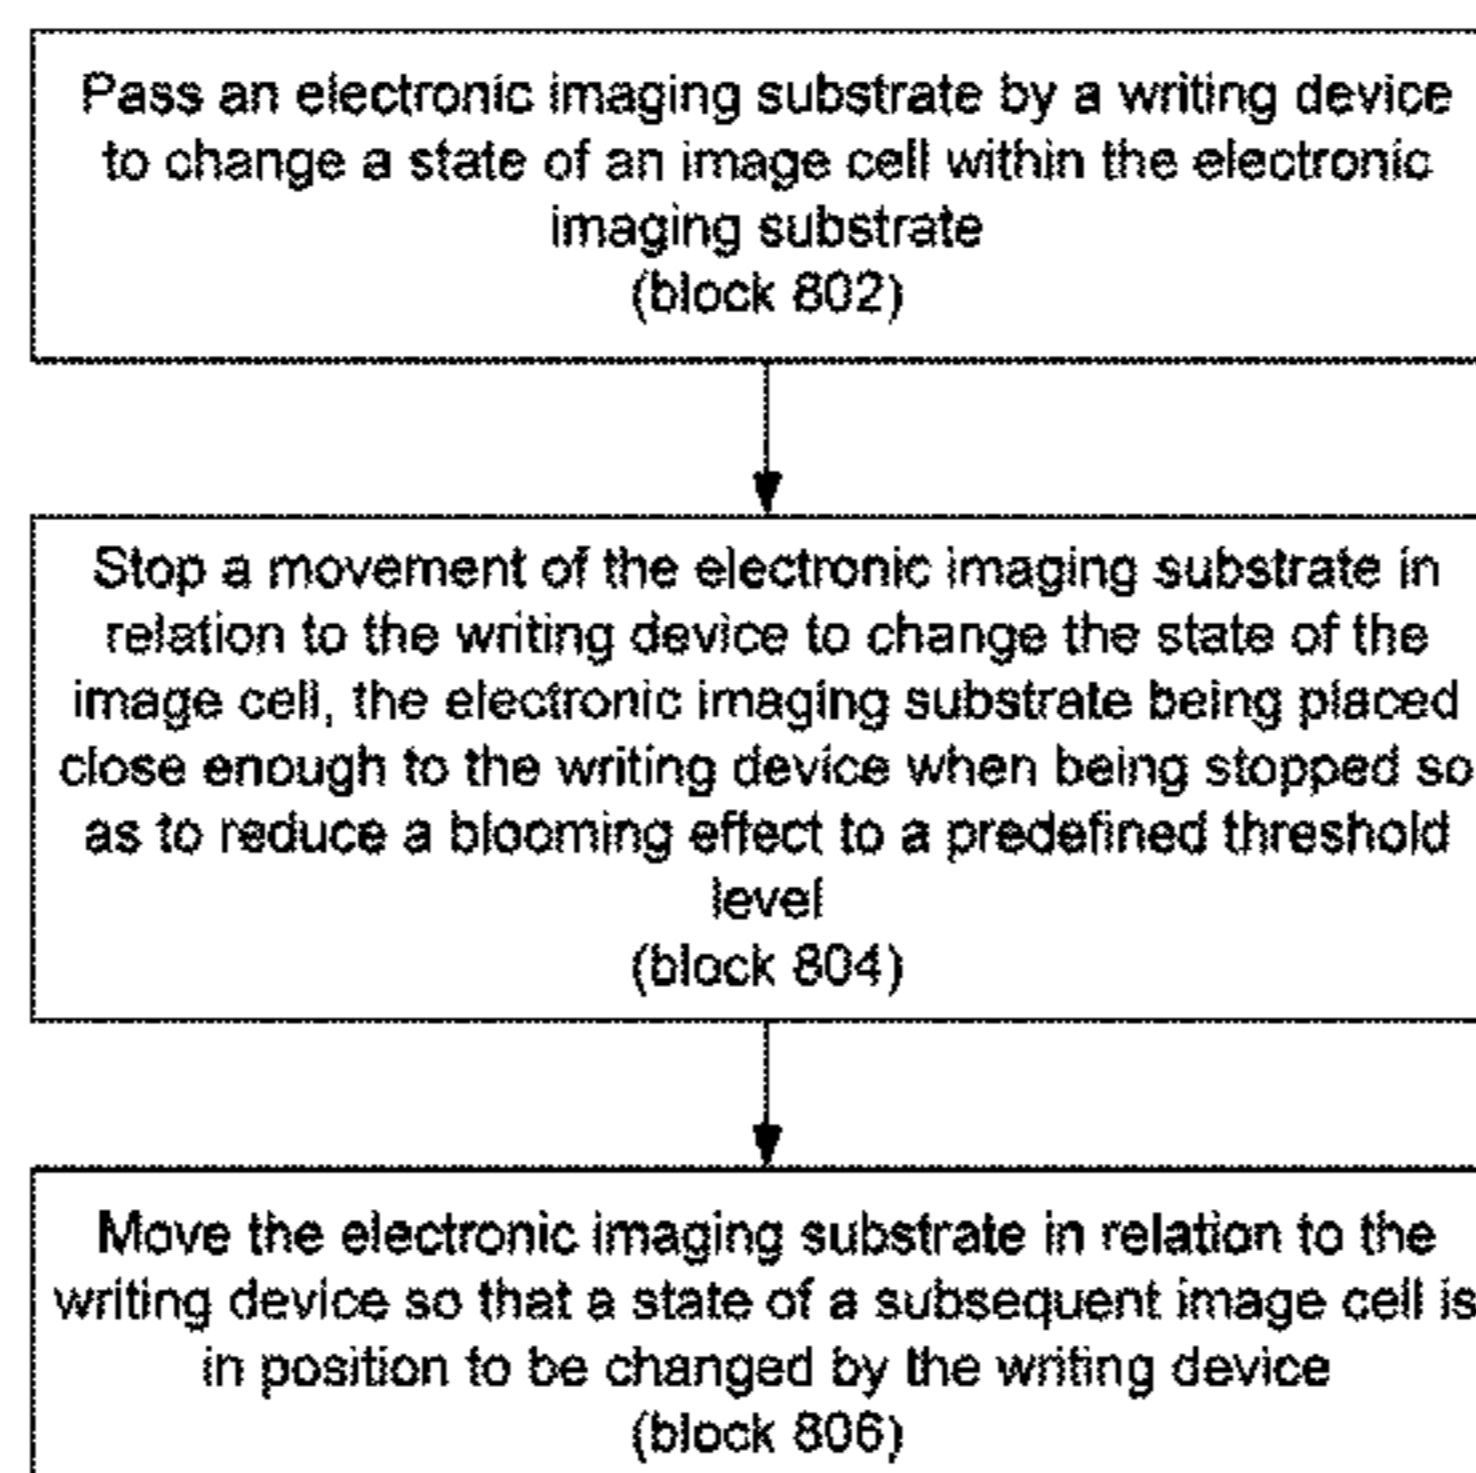 Pass an electronic imaging substrate by a writing device
to change a state of an image cell within the electronic
imaging substrate
(block 802)
Stop a movement of the electronic imaging substrate in
relation to the writing device to change the state of the
image cell, the electronic imaging substrate being placed
close enough to the writing device when being stopped so
as to reduce a blooming effect to a predefined threshold
level
(block 804)
Move the electronic imaging substrate in relation to the
writing device so that a state of a subsequent image cell is
in position to be changed by the writing device
(block 806)